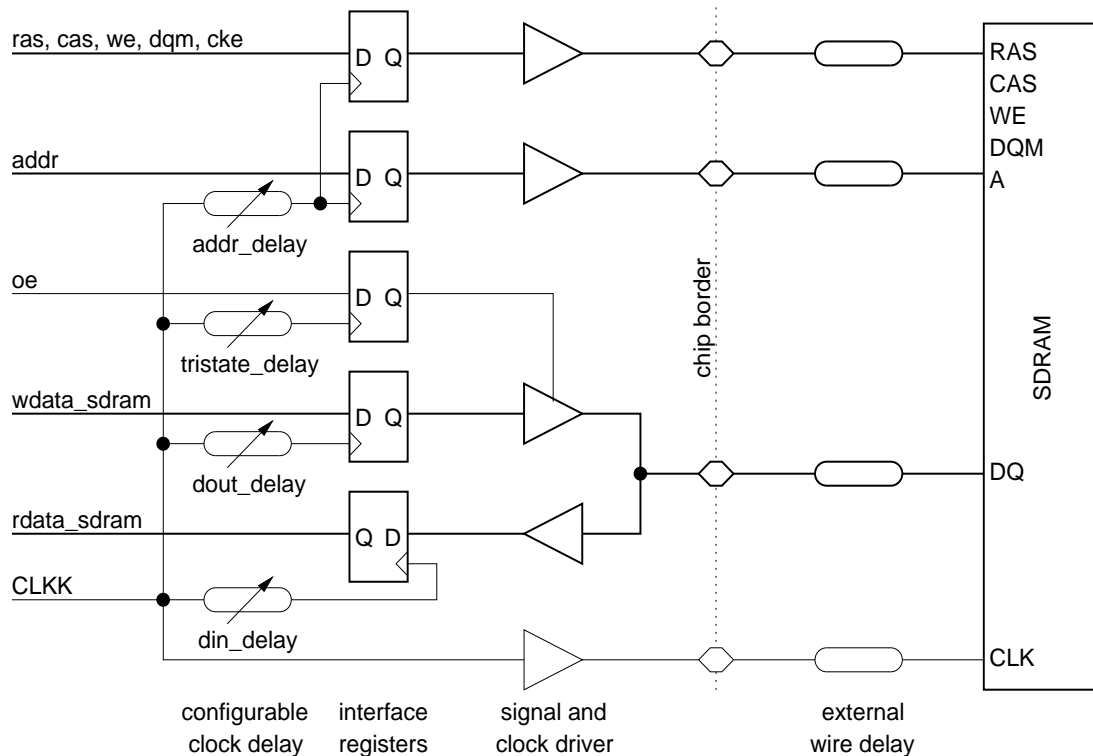 ras, cas, we, dqm, cke
D Q
RAS
CAS
WE
DQM
A
addr
D Q
addr_delay
oe
D Q
tristate_delay
chip border
SDRAM
wdata_sdram
D Q
dout_delay
DQ
rdata_sdram
Q D
CLKK
din_delay
CLK
configurable
clock delay
interface
registers
signal and
clock driver
external
wire delay